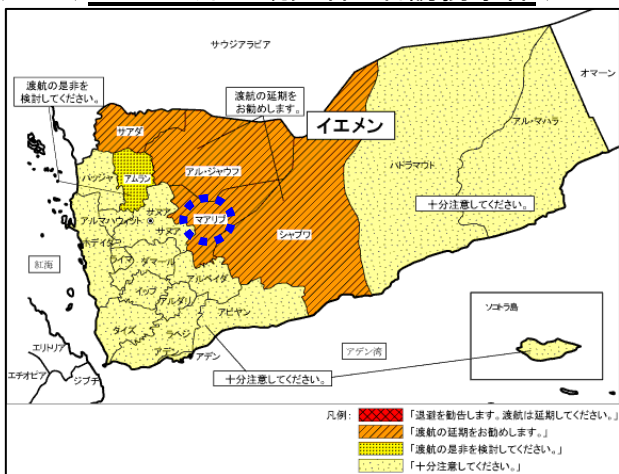 サウジアラビア
オマーン
渡航の是非を
検討してください。
渡航の延期を
お勧めします。
イエメン
サアダ
アル・マハラ
ハッジャ
アムラン
アル・ジャウフ
ハドラマウト
十分注意してください。
アルマハウィット
サヌア
マアリブ
サヌア
シャブワ
ホデイダ
紅海
ライマ
ダマール
アルベイダ
ソコトラ島
イッブ
アルダリ
アビヤン
タイズ
ラヘジ
アデン湾
エリトリア
アデン
アデン
エチオピア
ジブチ
十分注意してください。
凡例:
「退避を勧告します。渡航は延期してください。」
「渡航の延期をお勧めします。」
「渡航の是非を検討してください。」
「十分注意してください。」